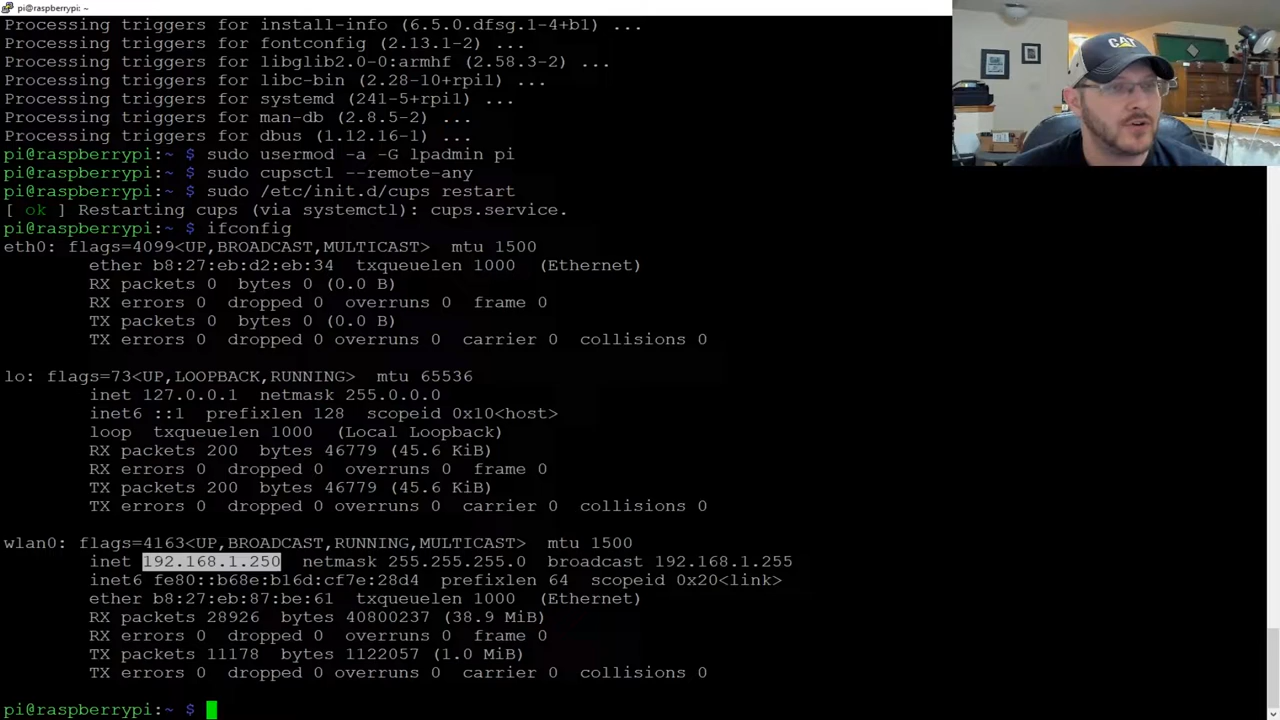 pi@raspberrypi: ~
Processing triggers for install-info (6.5.0.dfsg.1-4+b1) ...
Processing triggers for fontconfig (2.13.1-2) ...
Processing triggers for libglib2.0-0:armhf (2.58.3-2) ...
Processing triggers for libc-bin (2.28-10+rpi1) ...
Processing triggers for systemd (241-5+rpi1) ...
Processing triggers for man-db (2.8.5-2) ...
Processing triggers for dbus (1.12.16-1) ...
pi@raspberrypi:~ $ sudo usermod -a -G lpadmin pi
pi@raspberrypi:~ $ sudo cupsctl --remote-any
pi@raspberrypi:~ $ sudo /etc/init.d/cups restart
[ ok ] Restarting cups (via systemctl): cups.service.
pi@raspberrypi:~ $ ifconfig
eth0: flags=4099<UP,BROADCAST,MULTICAST>  mtu 1500
ether b8:27:eb:d2:eb:34  txqueuelen 1000  (Ethernet)
RX packets 0  bytes 0 (0.0 B)
RX errors 0  dropped 0  overruns 0  frame 0
TX packets 0  bytes 0 (0.0 B)
TX errors 0  dropped 0 overruns 0  carrier 0  collisions 0
lo: flags=73<UP,LOOPBACK,RUNNING>  mtu 65536
inet 127.0.0.1  netmask 255.0.0.0
inet6 ::1  prefixlen 128  scopeid 0x10<host>
loop  txqueuelen 1000  (Local Loopback)
RX packets 200  bytes 46779 (45.6 KiB)
RX errors 0  dropped 0  overruns 0  frame 0
TX packets 200  bytes 46779 (45.6 KiB)
TX errors 0  dropped 0 overruns 0  carrier 0  collisions 0
wlan0: flags=4163<UP,BROADCAST,RUNNING,MULTICAST>  mtu 1500
inet 192.168.1.250  netmask 255.255.255.0  broadcast 192.168.1.255
inet6 fe80::b68e:b16d:cf7e:28d4  prefixlen 64  scopeid 0x20<link>
ether b8:27:eb:87:be:61  txqueuelen 1000  (Ethernet)
RX packets 28926  bytes 40800237 (38.9 MiB)
RX errors 0  dropped 0  overruns 0  frame 0
TX packets 11178  bytes 1122057 (1.0 MiB)
TX errors 0  dropped 0 overruns 0  carrier 0  collisions 0
pi@raspberrypi:~ $
CAT